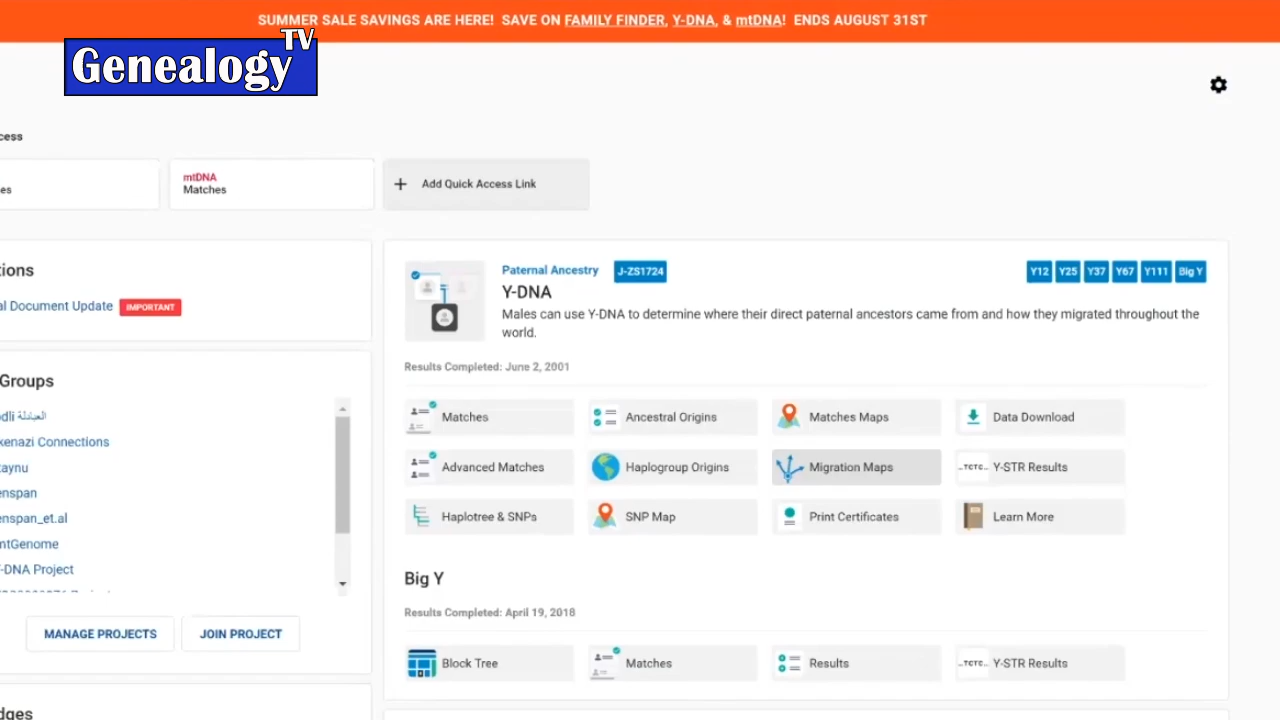 SUMMER SALE SAVINGS ARE HERE! SAVE ON FAMILY FINDER, Y-DNA, & mtDNA! ENDS AUGUST 31ST
Genealogy TV
cess
es
mtDNA
Matches
Add Quick Access Link
tions
al Document Update IMPORTANT
Groups
odli العبادلة
kenazi Connections
taynu
enspan
enspan_et.al
mtGenome
Y-DNA Project
MANAGE PROJECTS
JOIN PROJECT
dges
Paternal Ancestry J-ZS1724
Y12 Y25 Y37 Y67 Y111 Big Y
Y-DNA
Males can use Y-DNA to determine where their direct paternal ancestors came from and how they migrated throughout the
world.
Results Completed: June 2, 2001
Matches
Ancestral Origins
Matches Maps
Data Download
Advanced Matches
Haplogroup Origins
Migration Maps
Y-STR Results
Haplotree & SNPs
SNP Map
Print Certificates
Learn More
Big Y
Results Completed: April 19, 2018
Block Tree
Matches
Results
Y-STR Results